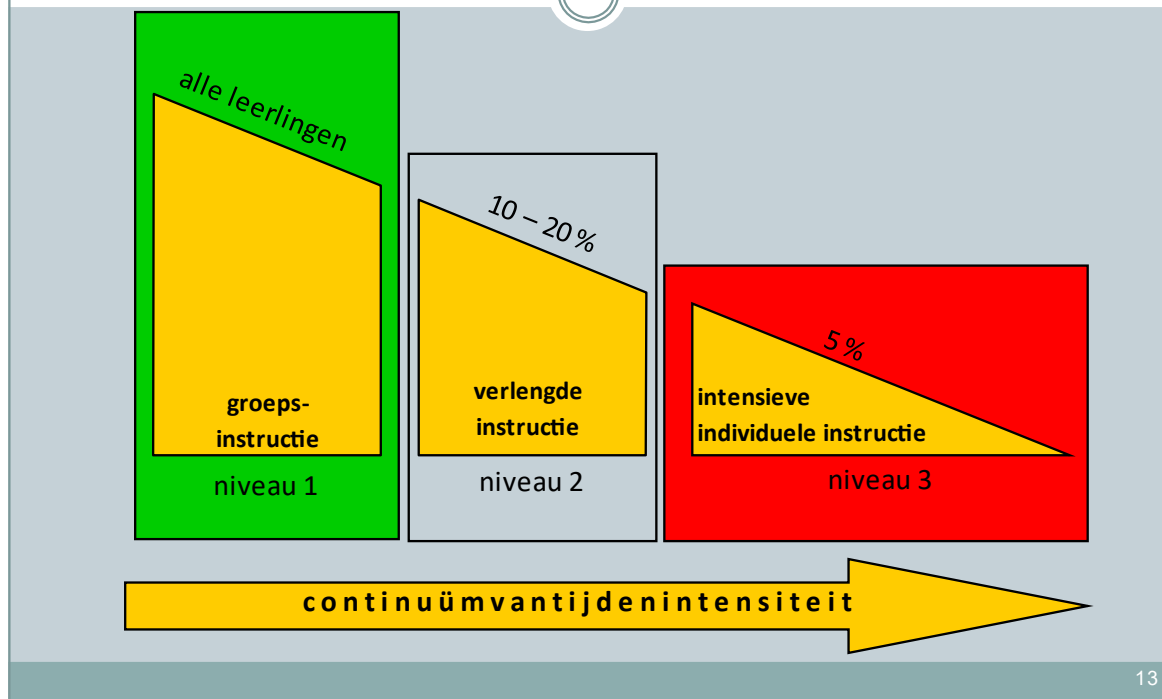 alle leerlingen
groeps-
instructie
niveau 1
10 – 20 %
verlengde
instructie
niveau 2
5 %
intensieve
individuele instructie
niveau 3
continuümvantijdenintensiteit
13